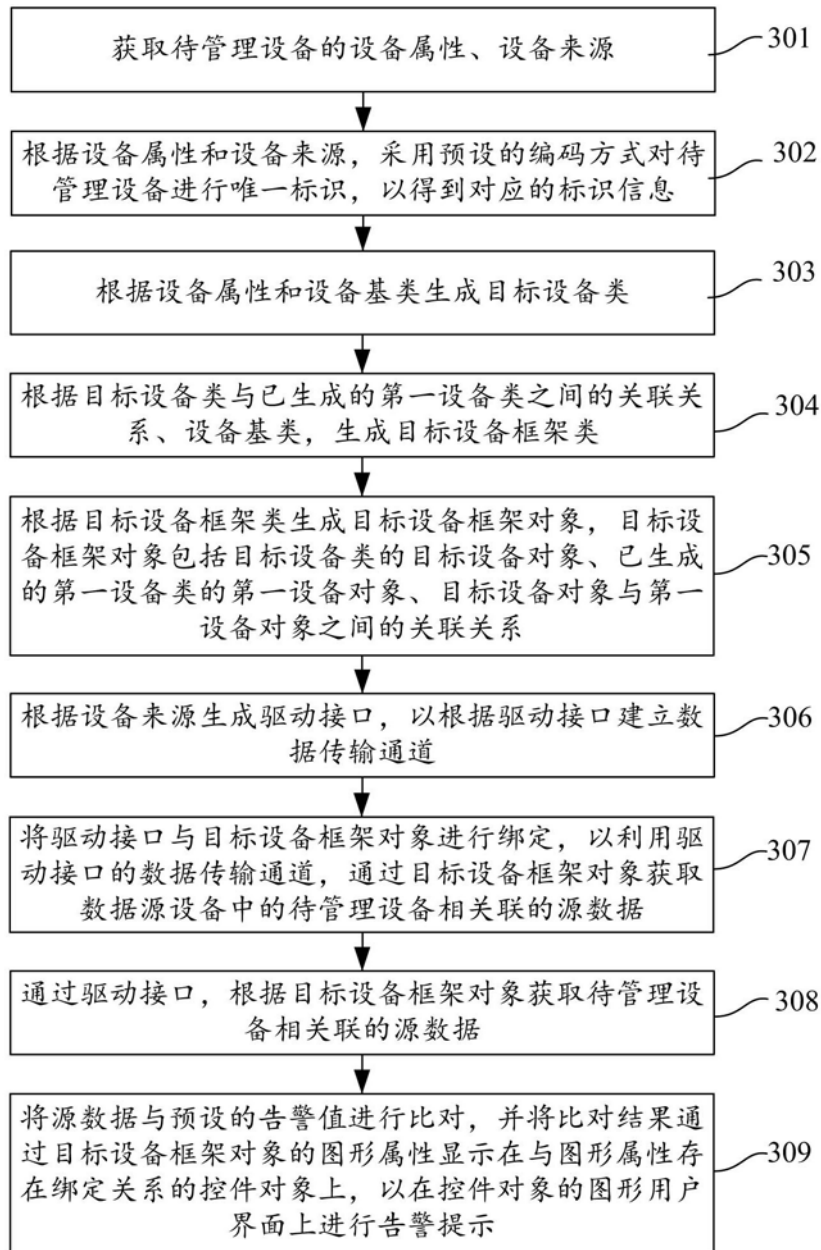 获取待管理设备的设备属性、设备来源
301
根据设备属性和设备来源，采用预设的编码方式对待
管理设备进行唯一标识，以得到对应的标识信息
302
根据设备属性和设备基类生成目标设备类
303
根据目标设备类与已生成的第一设备类之间的关联关
系、设备基类，生成目标设备框架类
304
根据目标设备框架类生成目标设备框架对象，目标设
备框架对象包括目标设备类的目标设备对象、已生成
的第一设备类的第一设备对象、目标设备对象与第一
设备对象之间的关联关系
305
根据设备来源生成驱动接口，以根据驱动接口建立数
据传输通道
306
将驱动接口与目标设备框架对象进行绑定，以利用驱
动接口的数据传输通道，通过目标设备框架对象获取
数据源设备中的待管理设备相关联的源数据
307
通过驱动接口，根据目标设备框架对象获取待管理设
备相关联的源数据
308
将源数据与预设的告警值进行比对，并将比对结果通
过目标设备框架对象的图形属性显示在与图形属性存
在绑定关系的控件对象上，以在控件对象的图形用户
界面上进行告警提示
309